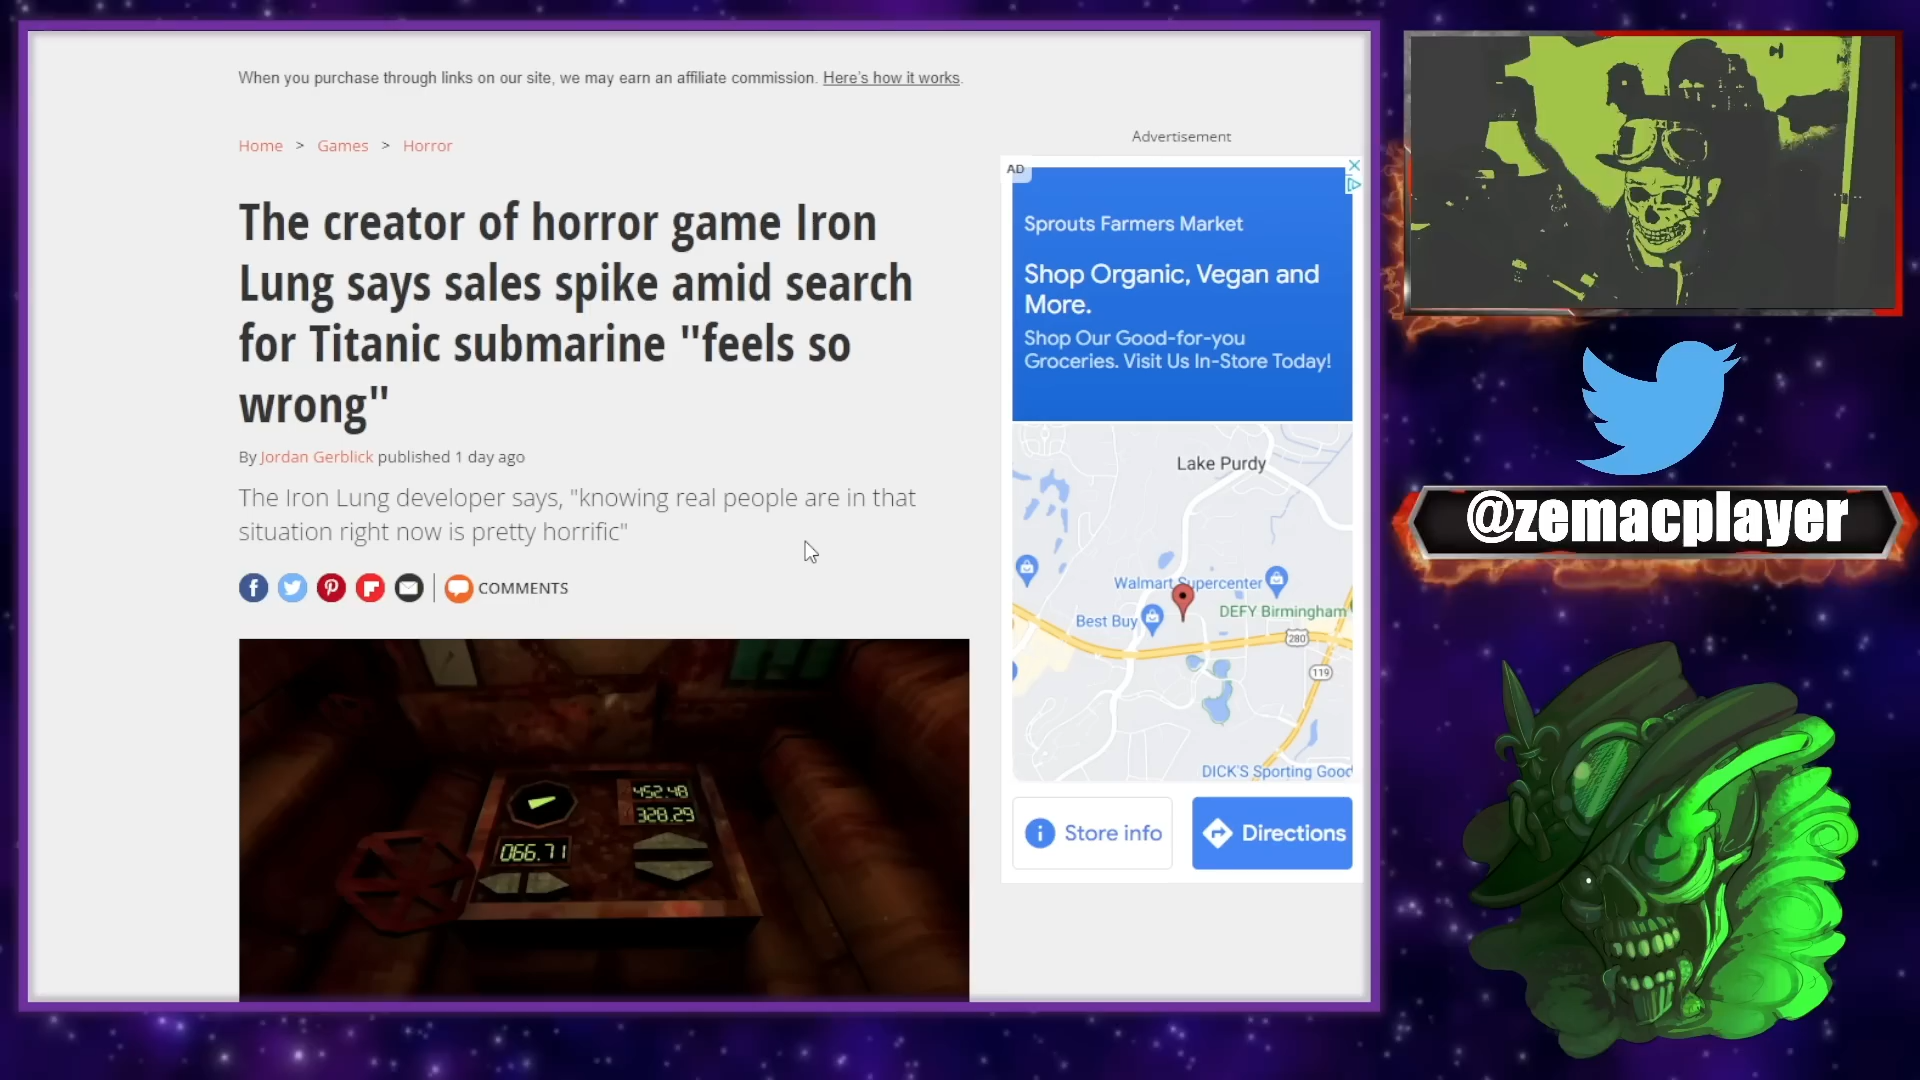 When you purchase through links on our site, we may earn an affiliate commission. Here's how it works.
Home > Games > Horror
The creator of horror game Iron
Lung says sales spike amid search
for Titanic submarine "feels so
wrong"
By Jordan Gerblick published 1 day ago
The Iron Lung developer says, "knowing real people are in that
situation right now is pretty horrific"
COMMENTS
452.48
328.29
066.71
Advertisement
AD
Sprouts Farmers Market
Shop Organic, Vegan and
More.
Shop Our Good-for-you
Groceries. Visit Us In-Store Today!
Lake Purdy
Walmart Supercenter
DEFY Birmingham
Best Buy
280
119
DICK'S Sporting Good
Store info
Directions
@zemacplayer